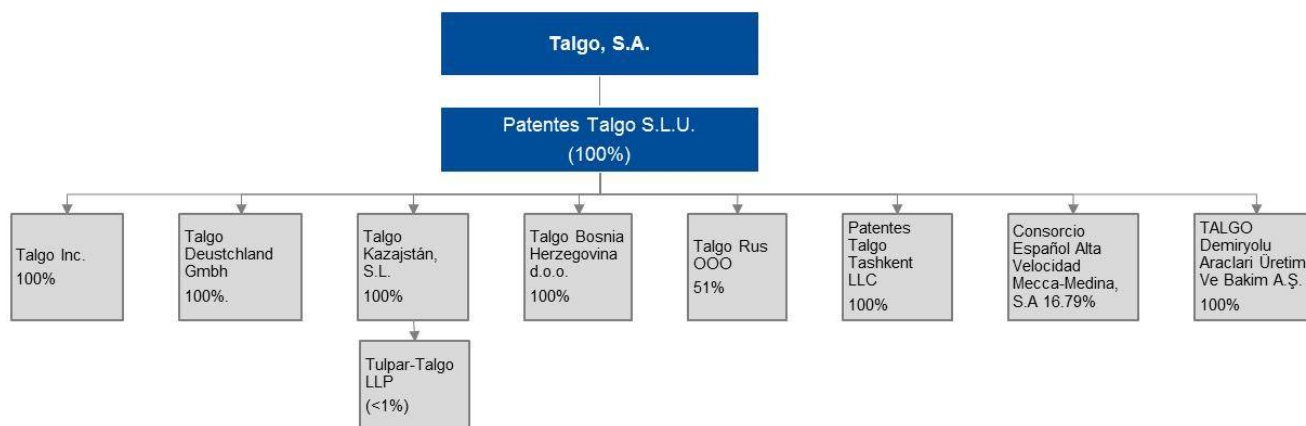 Talgo, S.A.
Patentes Talgo S.L.U.
(100%)
Talgo Inc.
100%
Talgo
Deustchland
Gmbh
100%.
Talgo
Kazajstán,
S.L.
100%
Talgo Bosnia
Herzegovina
d.o.o.
100%
Talgo Rus
OOO
51%
Patentes
Talgo
Tashkent
LLC
100%
Consorcio
Español Alta
Velocidad
Mecca-Medina,
S.A 16.79%
TALGO
Demiryolu
Araclari Üretim
Ve Bakim A.Ş.
100%
Tulpar-Talgo
LLP
(<1%)